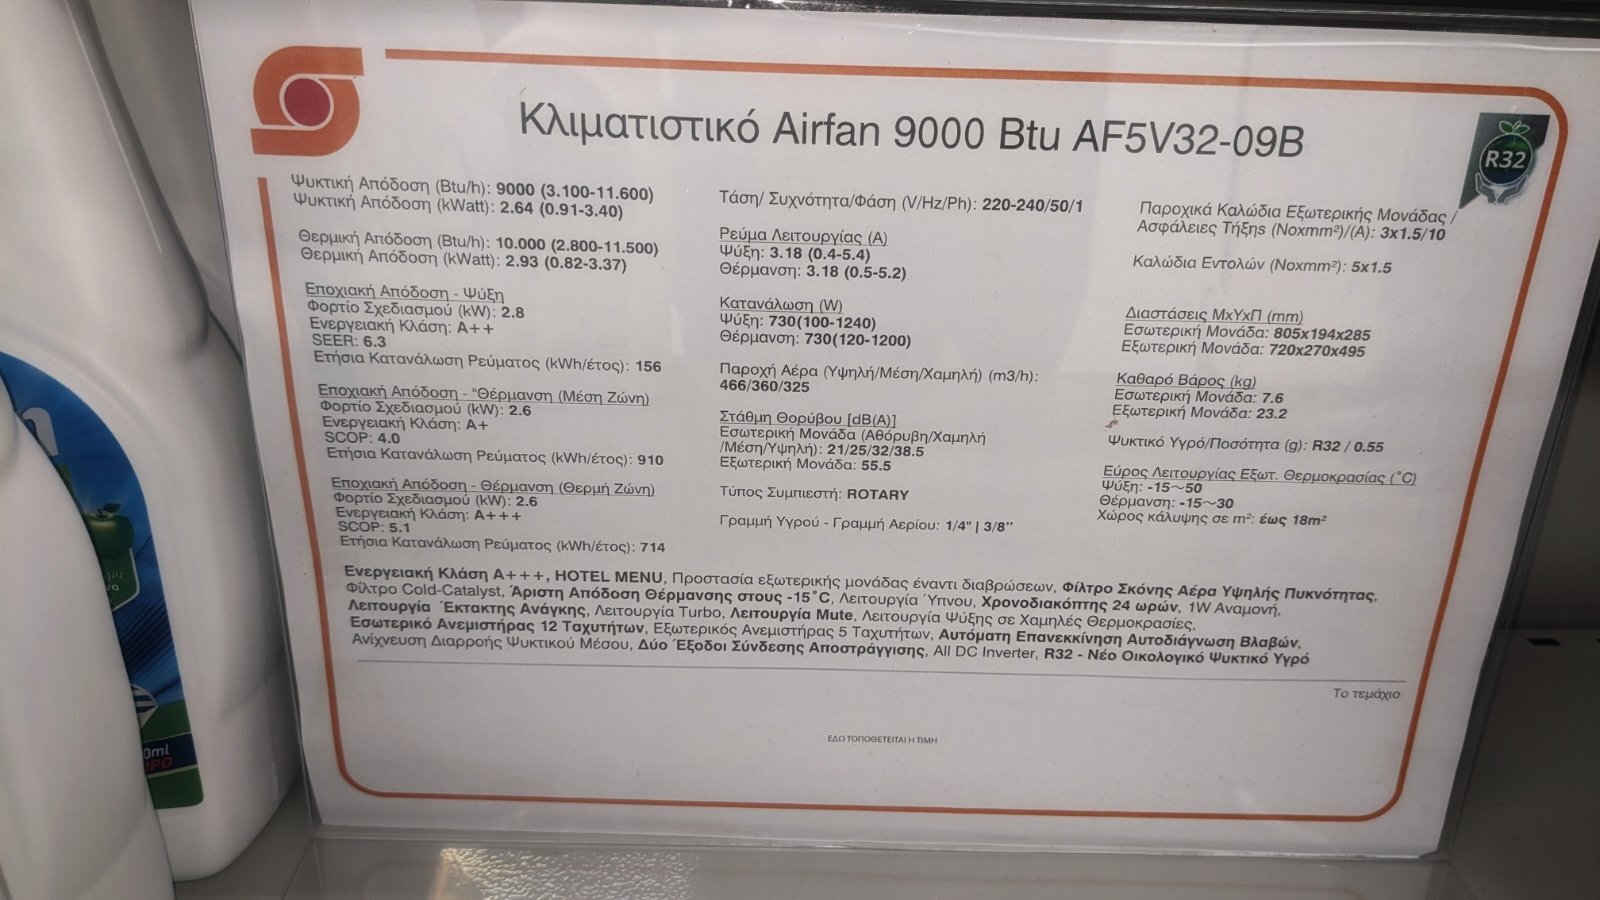 Κλιματιστικό Airfan 9000 Btu AF5V32-09B
R32
Ψυκτική Απόδοση (Btu/h): 9000 (3.100-11.600)
Ψυκτική Απόδοση (kWatt): 2.64 (0.91-3.40)
Θερμική Απόδοση (Btu/h): 10.000 (2.800-11.500)
Θερμική Απόδοση (kWatt): 2.93 (0.82-3.37)
Εποχιακή Απόδοση - Ψύξη
Φορτίο Σχεδιασμού (kW): 2.8
Ενεργειακή Κλάση: A++
SEER: 6.3
Ετήσια Κατανάλωση Ρεύματος (kWh/έτος): 156
Εποχιακή Απόδοση - "Θέρμανση (Μέση Ζώνη)
Φορτίο Σχεδιασμού (kW): 2.6
Ενεργειακή Κλάση: A+
SCOP: 4.0
Ετήσια Κατανάλωση Ρεύματος (kWh/έτος): 910
Εποχιακή Απόδοση - Θέρμανση (Θερμή Ζώνη)
Φορτίο Σχεδιασμού (kW): 2.6
Ενεργειακή Κλάση: A+++
SCOP: 5.1
Ετήσια Κατανάλωση Ρεύματος (kWh/έτος): 714
Τάση/ Συχνότητα/Φάση (V/Hz/Ph): 220-240/50/1
Ρεύμα Λειτουργίας (A)
Ψύξη: 3.18 (0.4-5.4)
Θέρμανση: 3.18 (0.5-5.2)
Κατανάλωση (W)
Ψύξη: 730(100-1240)
Θέρμανση: 730(120-1200)
Παροχή Αέρα (Υψηλή/Μέση/Χαμηλή) (m3/h):
466/360/325
Στάθμη Θορύβου [dB(A)]
Εσωτερική Μονάδα (Αθόρυβη/Χαμηλή
/Μέση/Υψηλή): 21/25/32/38.5
Εξωτερική Μονάδα: 55.5
Τύπος Συμπιεστή: ROTARY
Γραμμή Υγρού - Γραμμή Αερίου: 1/4" | 3/8’’
Παροχικά Καλώδια Εξωτερικής Μονάδας /
Ασφάλειες Τήξηs (Noxmm²)/(A): 3x1.5/10
Καλώδια Εντολών (Noxmm²): 5x1.5
Διαστάσεις ΜxΥxΠ (mm)
Εσωτερική Μονάδα: 805x194x285
Εξωτερική Μονάδα: 720x270x495
Καθαρό Βάρος (kg)
Εσωτερική Μονάδα: 7.6
Εξωτερική Μονάδα: 23.2
Ψυκτικό Υγρό/Ποσότητα (g): R32 / 0.55
Εύρος Λειτουργίας Εξωτ. Θερμοκρασίας (˚C)
Ψύξη: -15~50
Θέρμανση: -15~30
Χώρος κάλυψης σε m²: έως 18m²
Ενεργειακή Κλάση A+++, HOTEL MENU, Προστασία εξωτερικής μονάδας έναντι διαβρώσεων, Φίλτρο Σκόνης Αέρα Υψηλής Πυκνότητας,
Φίλτρο Cold-Catalyst, Άριστη Απόδοση Θέρμανσης στους -15˚C, Λειτουργία Ύπνου, Χρονοδιακόπτης 24 ωρών, 1W Αναμονή,
Λειτουργία Έκτακτης Ανάγκης, Λειτουργία Turbo, Λειτουργία Mute, Λειτουργία Ψύξης σε Χαμηλές Θερμοκρασίες,
Εσωτερικό Ανεμιστήρας 12 Ταχυτήτων, Εξωτερικός Ανεμιστήρας 5 Ταχυτήτων, Αυτόματη Επανεκκίνηση Αυτοδιάγνωση Βλαβών,
Ανίχνευση Διαρροής Ψυκτικού Μέσου, Δύο Έξοδοι Σύνδεσης Αποστράγγισης, All DC Inverter, R32 - Νέο Οικολογικό Ψυκτικό Υγρό
Το τεμάχιο
ΕΔΩ ΤΟΠΟΘΕΤΕΙΤΑΙ Η ΤΙΜΗ
0ml